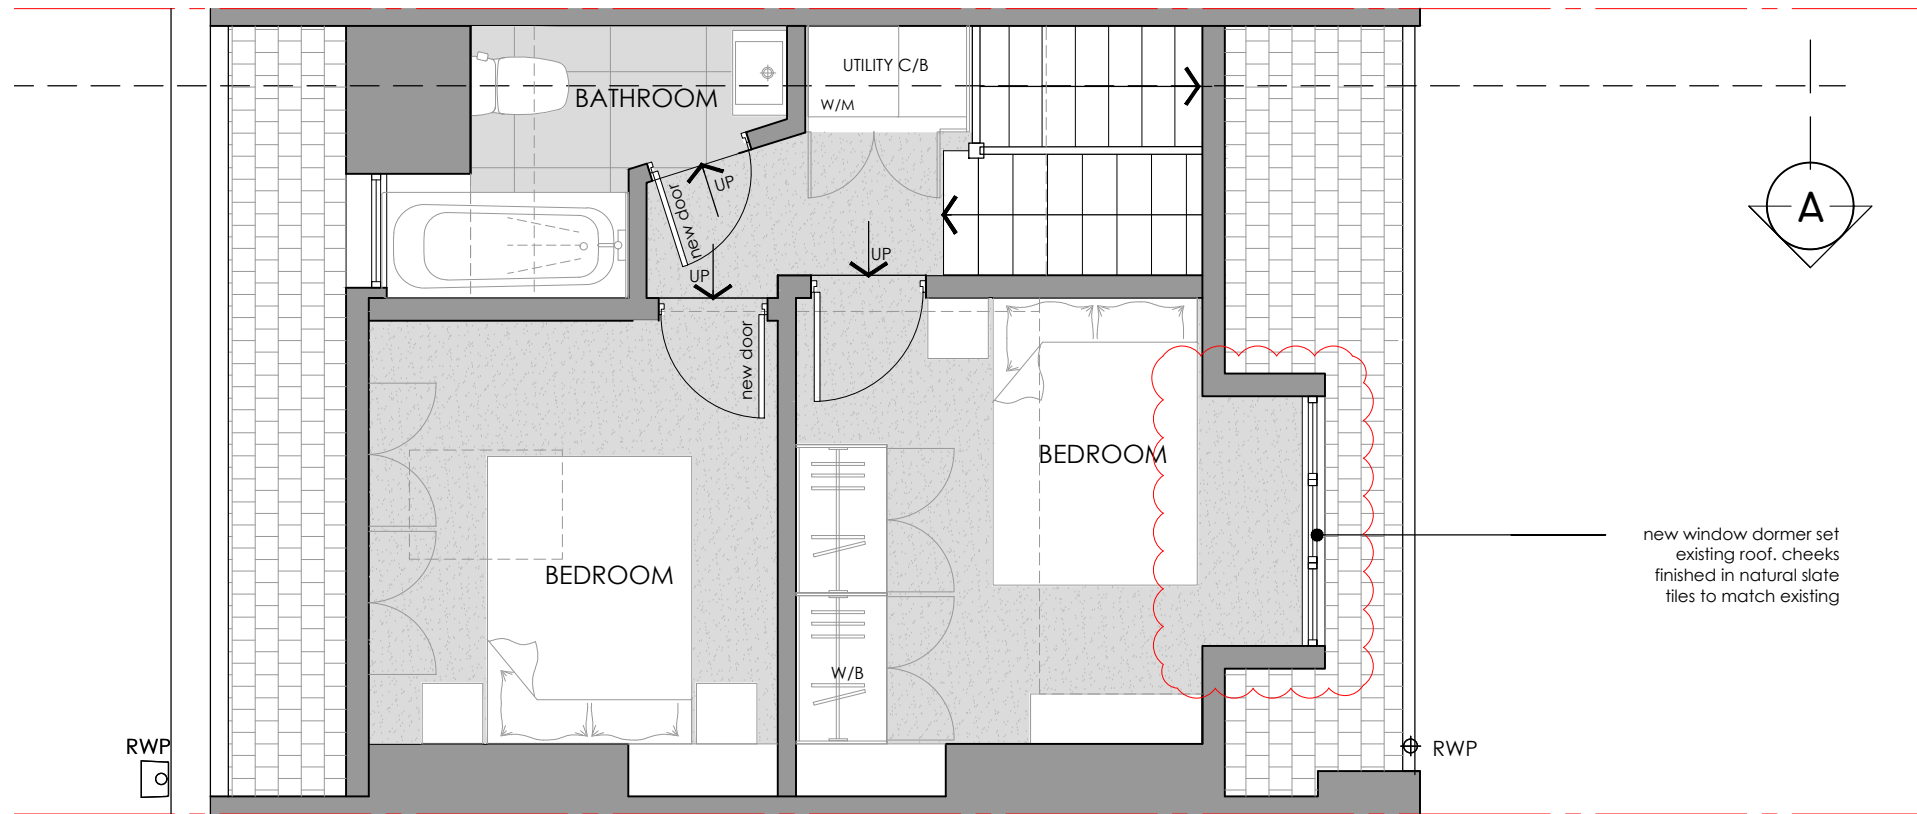 UTILITY C/B
BATHROOM
W/M
new door
UP
A
UP
UP
new door
BEDROOM
BEDROOM
new window dormer set
existing roof. cheeks
finished in natural slate
tiles to match existing
W/B
RWP
RWP